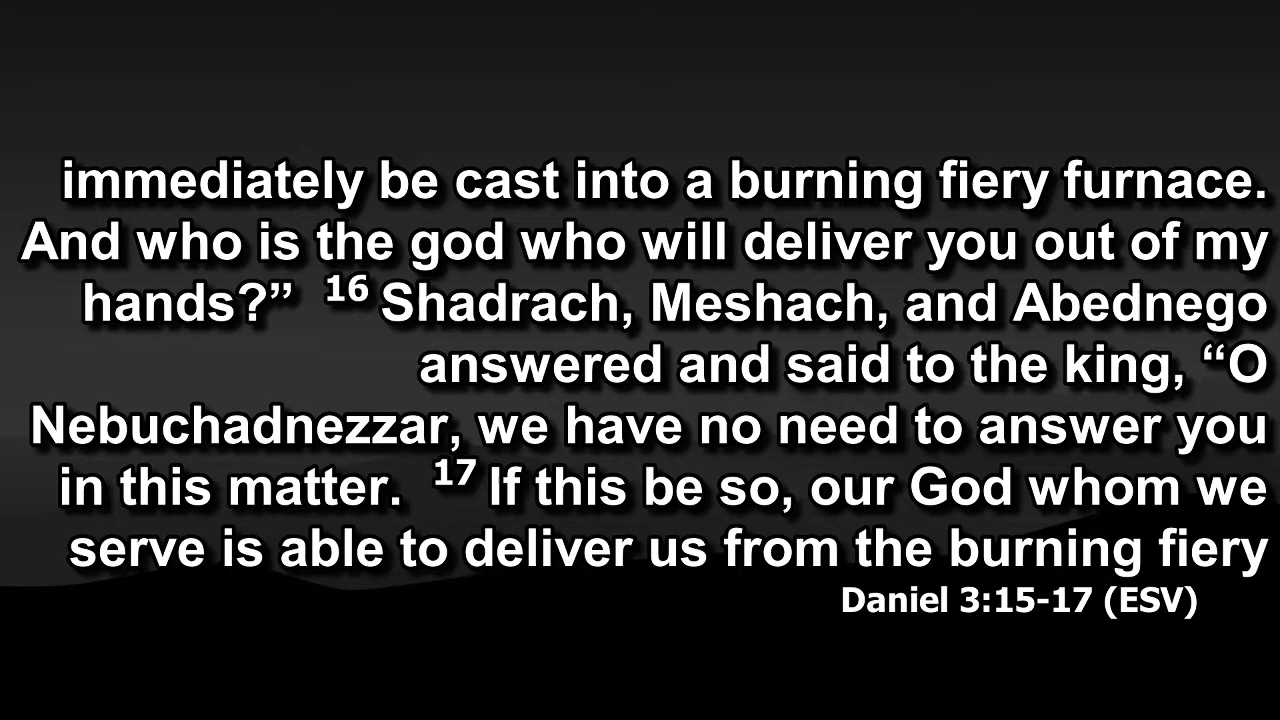 immediately be cast into a burning fiery furnace.
And who is the god who will deliver you out of my
hands?” 16 Shadrach, Meshach, and Abednego
answered and said to the king, “O
Nebuchadnezzar, we have no need to answer you
in this matter. 17 If this be so, our God whom we
serve is able to deliver us from the burning fiery
Daniel 3:15-17 (ESV)